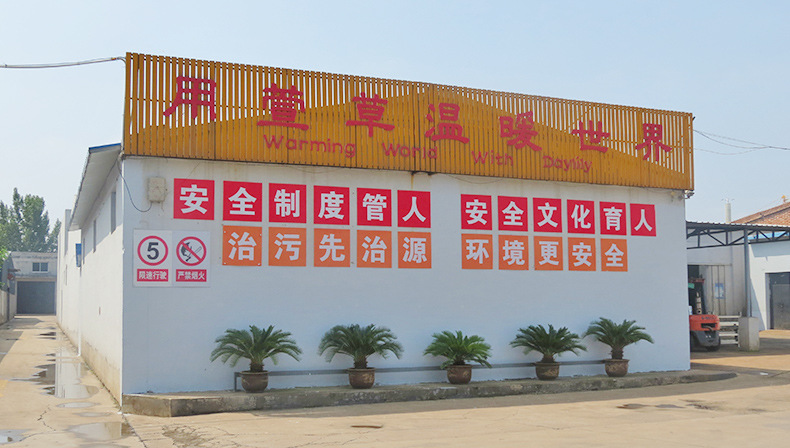 用萱草温暖世界
Warming World With Daylily
安全制度管人 安全文化育人
治污先治源 环境更安全
5
限速行驶 严禁烟火